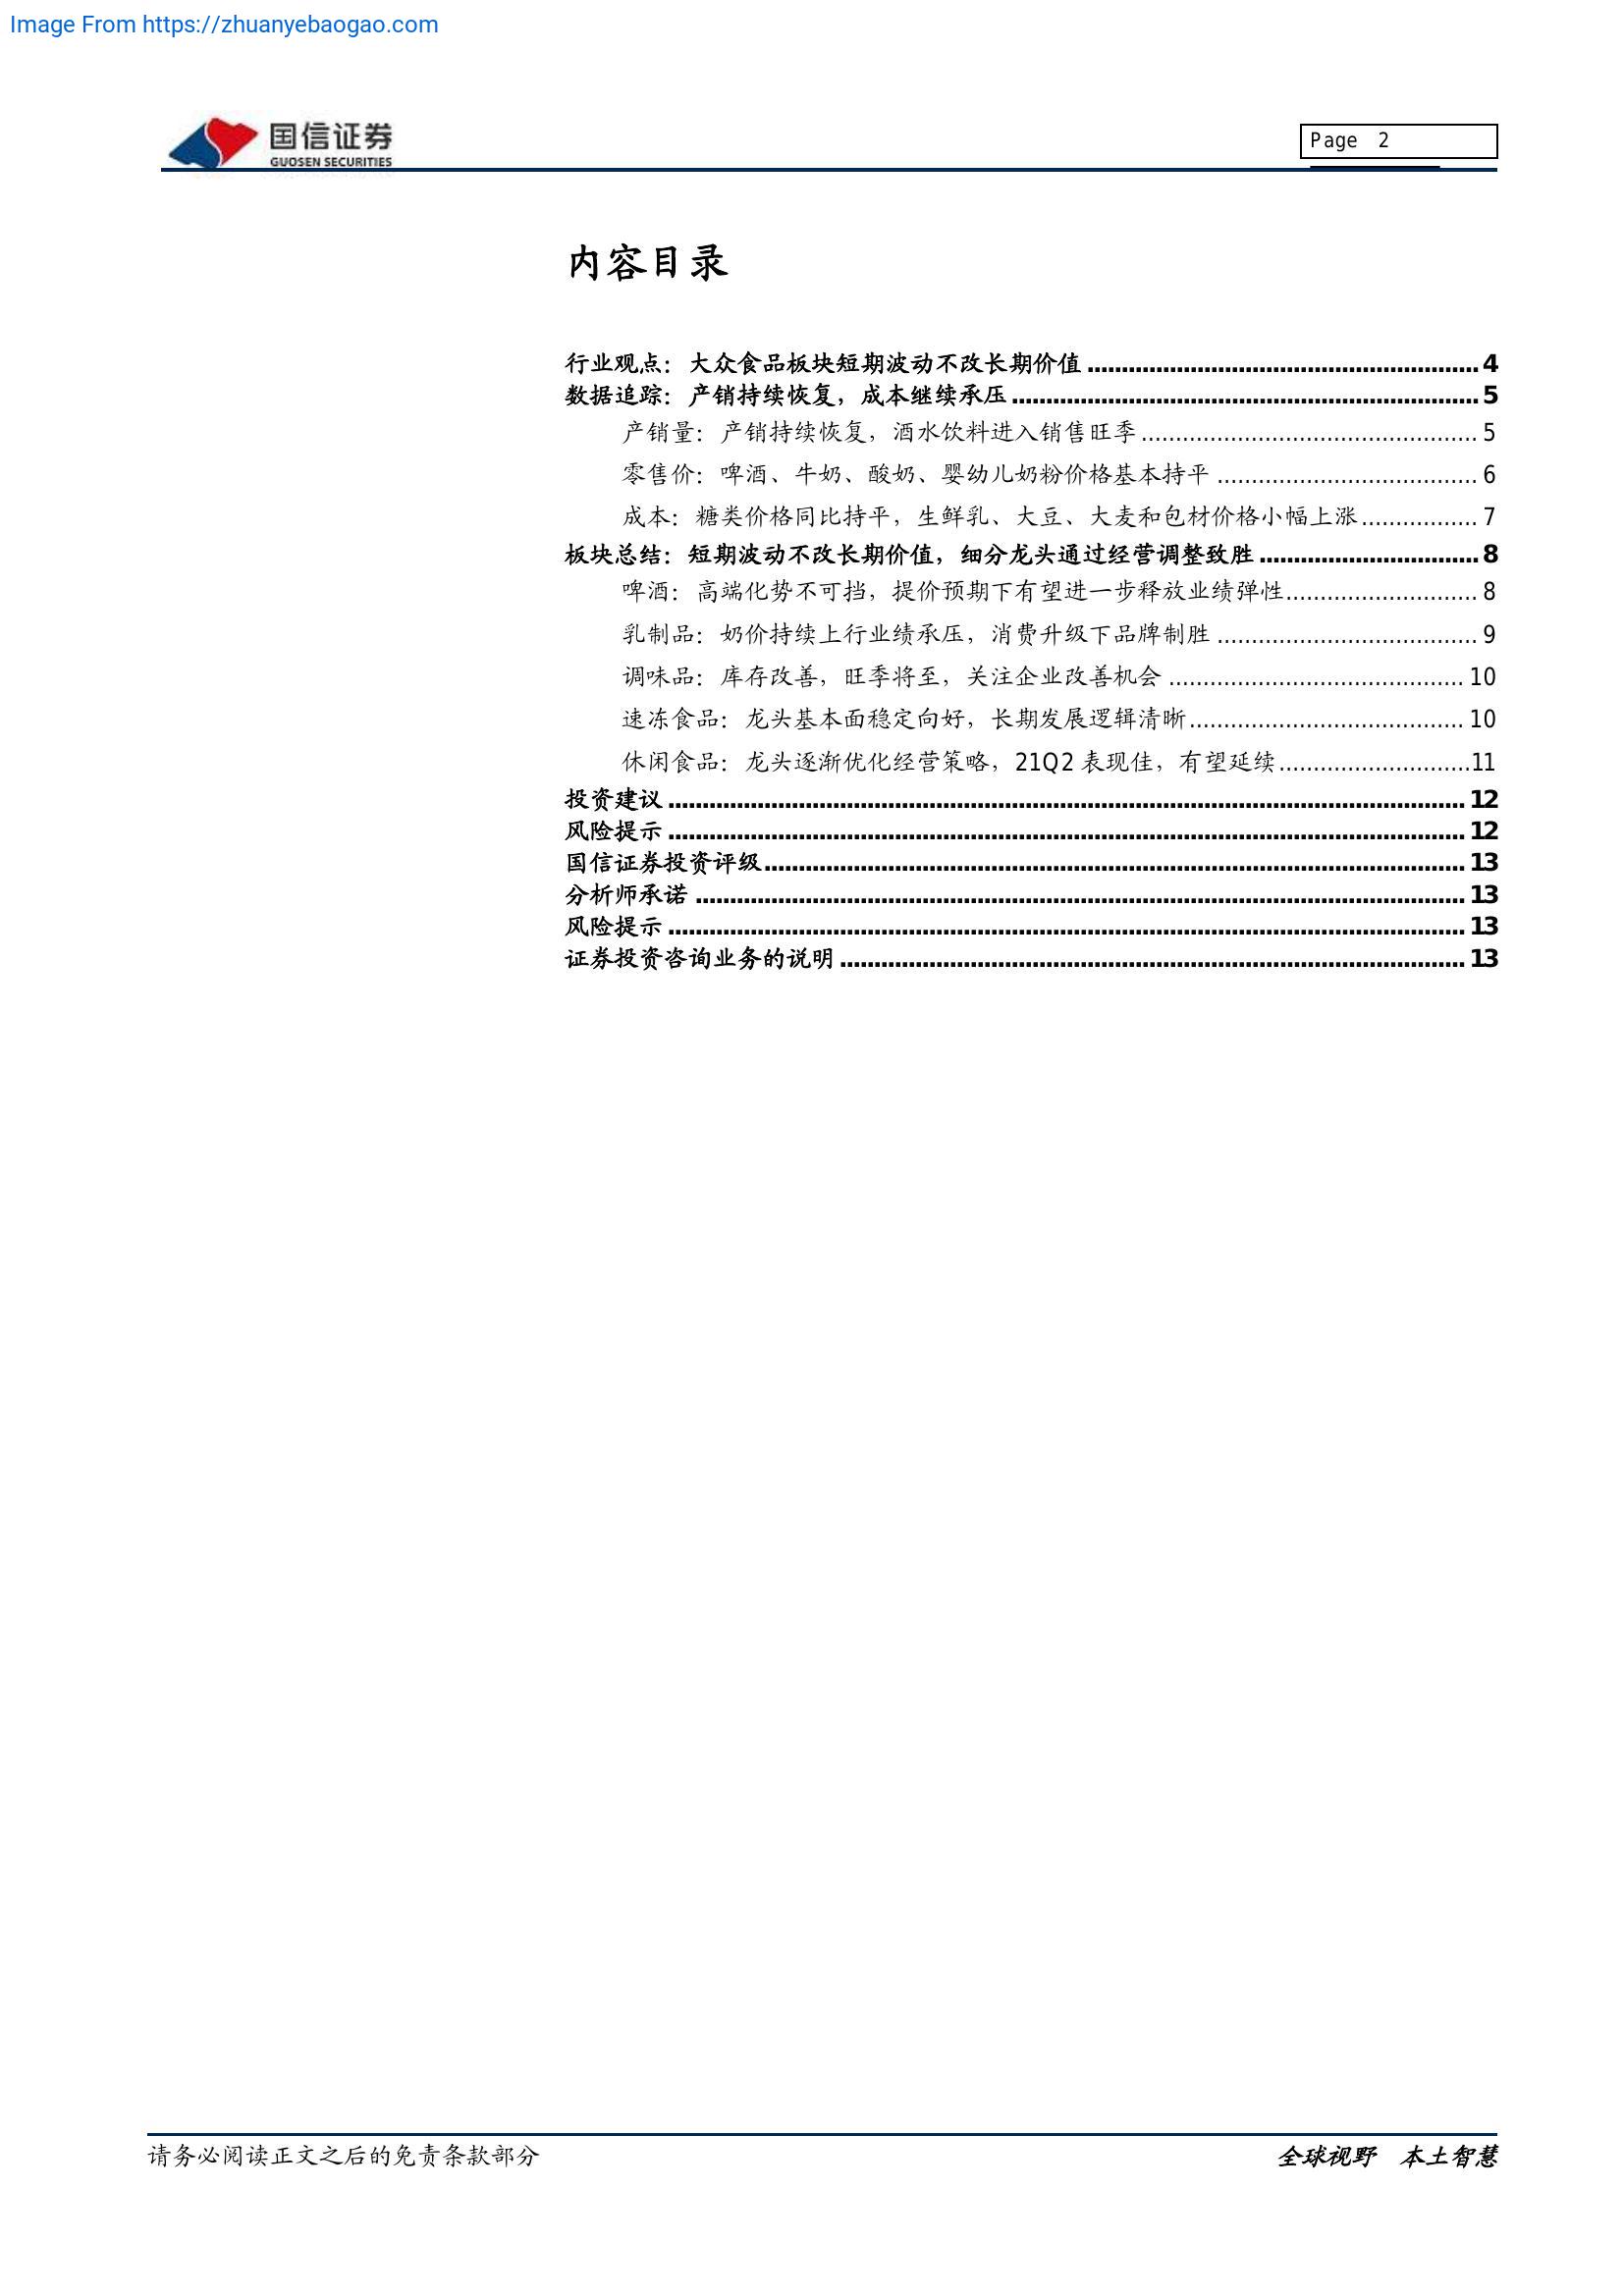 Image From https://zhuanyebaogao.com
国信证券
GUOSEN SECURITIES
Page 2
内容目录
行业观点：大众食品板块短期波动不改长期价值 4
数据追踪：产销持续恢复，成本继续承压 5
产销量：产销持续恢复，酒水饮料进入销售旺季 5
零售价：啤酒、牛奶、酸奶、婴幼儿奶粉价格基本持平 6
成本：糖类价格同比持平，生鲜乳、大豆、大麦和包材价格小幅上涨 7
板块总结：短期波动不改长期价值，细分龙头通过经营调整致胜 8
啤酒：高端化势不可挡，提价预期下有望进一步释放业绩弹性 8
乳制品：奶价持续上行业绩承压，消费升级下品牌制胜 9
调味品：库存改善，旺季将至，关注企业改善机会 10
速冻食品：龙头基本面稳定向好，长期发展逻辑清晰 10
休闲食品：龙头逐渐优化经营策略，21Q2 表现佳，有望延续 11
投资建议 12
风险提示 12
国信证券投资评级 13
分析师承诺 13
风险提示 13
证券投资咨询业务的说明 13
请务必阅读正文之后的免责条款部分
全球视野 本土智慧